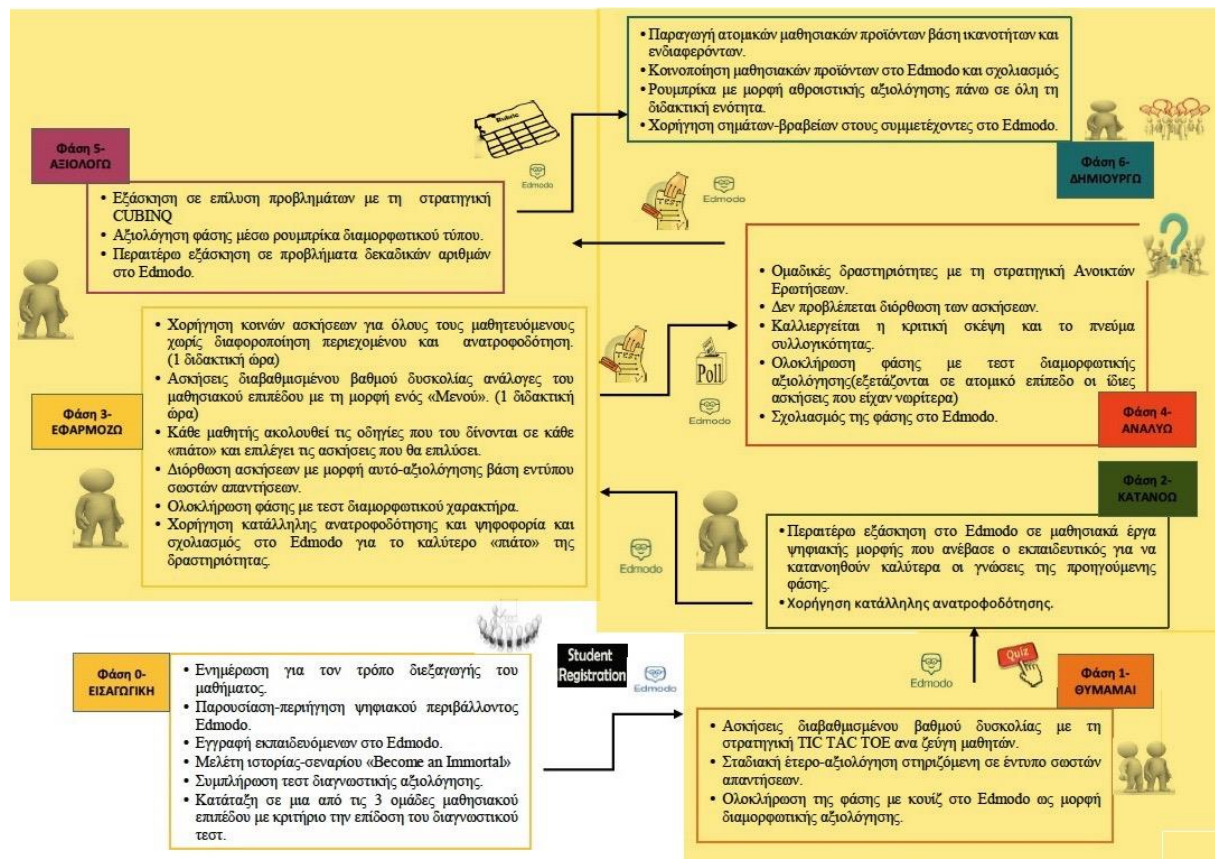 • Παραγωγή ατομικών μαθησιακών προϊόντων βάση ικανοτήτων και
ενδιαφερόντων.
• Κοινοποίηση μαθησιακών προϊόντων στο Edmodo και σχολιασμός
• Ρουμπρίκα με μορφή αθροιστικής αξιολόγησης πάνω σε όλη τη
διδακτική ενότητα.
• Χορήγηση σημάτων-βραβείων στους συμμετέχοντες στο Edmodo.
Φάση 6-
ΔΗΜΙΟΥΡΓΩ
Rubric
Edmodo
Φάση 5-
ΑΞΙΟΛΟΓΩ
• Εξάσκηση σε επίλυση προβλημάτων με τη στρατηγική
CUBINQ
• Αξιολόγηση φάσης μέσω ρουμπρίκα διαμορφωτικού τύπου.
• Περαιτέρω εξάσκηση σε προβλήματα δεκαδικών αριθμών
στο Edmodo.
Edmodo
• Ομαδικές δραστηριότητες με τη στρατηγική Ανοικτών
Ερωτήσεων.
• Δεν προβλέπεται διόρθωση των ασκήσεων.
• Καλλιεργείται η κριτική σκέψη και το πνεύμα
συλλογικότητας.
• Ολοκλήρωση φάσης με τεστ διαμορφωτικής
αξιολόγησης(εξετάζονται σε ατομικό επίπεδο οι ίδιες
ασκήσεις που είχαν νωρίτερα)
• Σχολιασμός της φάσης στο Edmodo.
Φάση 4-
ΑΝΑΛΥΩ
Poll
Edmodo
Φάση 3-
ΕΦΑΡΜΟΖΩ
• Χορήγηση κοινών ασκήσεων για όλους τους μαθητευόμενους
χωρίς διαφοροποίηση περιεχομένου και ανατροφοδότηση.
(1 διδακτική ώρα)
• Ασκήσεις διαβαθμισμένου βαθμού δυσκολίας ανάλογες του
μαθησιακού επιπέδου με τη μορφή ενός «Μενού». (1 διδακτική
ώρα)
• Κάθε μαθητής ακολουθεί τις οδηγίες που του δίνονται σε κάθε
«πιάτο» και επιλέγει τις ασκήσεις που θα επιλύσει.
• Διόρθωση ασκήσεων με μορφή αυτό-αξιολόγησης βάση εντύπου
σωστών απαντήσεων.
• Ολοκλήρωση φάσης με τεστ διαμορφωτικού χαρακτήρα.
• Χορήγηση κατάλληλης ανατροφοδότησης και ψηφοφορία και
σχολιασμός στο Edmodo για το καλύτερο «πιάτο» της
δραστηριότητας.
Edmodo
Φάση 2-
ΚΑΤΑΝΟΩ
• Περαιτέρω εξάσκηση στο Edmodo σε μαθησιακά έργα
ψηφιακής μορφής που ανέβασε ο εκπαιδευτικός για να
κατανοηθούν καλύτερα οι γνώσεις της προηγούμενης
φάσης.
• Χορήγηση κατάλληλης ανατροφοδότησης.
Φάση 0-
ΕΙΣΑΓΩΓΙΚΗ
• Ενημέρωση για τον τρόπο διεξαγωγής του
μαθήματος.
• Παρουσίαση-περιήγηση ψηφιακού περιβάλλοντος
Edmodo.
• Εγγραφή εκπαιδευόμενων στο Edmodo.
• Μελέτη ιστορίας-σεναρίου «Become an Immortal»
• Συμπλήρωση τεστ διαγνωστικής αξιολόγησης.
• Κατάταξη σε μια από τις 3 ομάδες μαθησιακού
επιπέδου με κριτήριο την επίδοση του διαγνωστικού
τεστ.
Student
Registration
Edmodo
Edmodo
Quiz
Φάση 1-
ΘΥΜΑΜΑΙ
• Ασκήσεις διαβαθμισμένου βαθμού δυσκολίας με τη
στρατηγική TIC TAC TOE ανα ζεύγη μαθητών.
• Σταδιακή έτερο-αξιολόγηση στηριζόμενη σε έντυπο σωστών
απαντήσεων.
• Ολοκλήρωση της φάσης με κουίζ στο Edmodo ως μορφή
διαμορφωτικής αξιολόγησης.